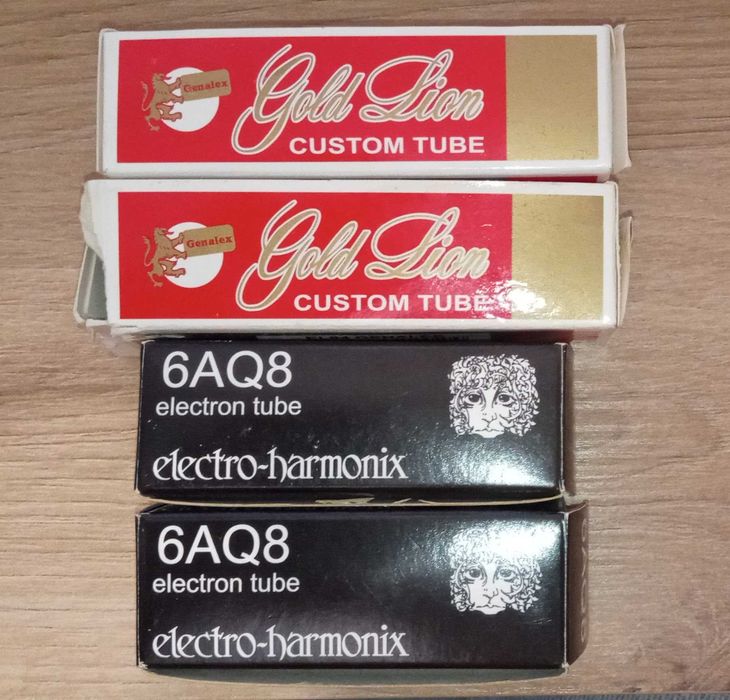 Genalex
Gold Lion
CUSTOM TUBE
Genalex
Gold Lion
CUSTOM TUBE
6AQ8
electron tube
electro-harmonix
6AQ8
electron tube
electro-harmonix